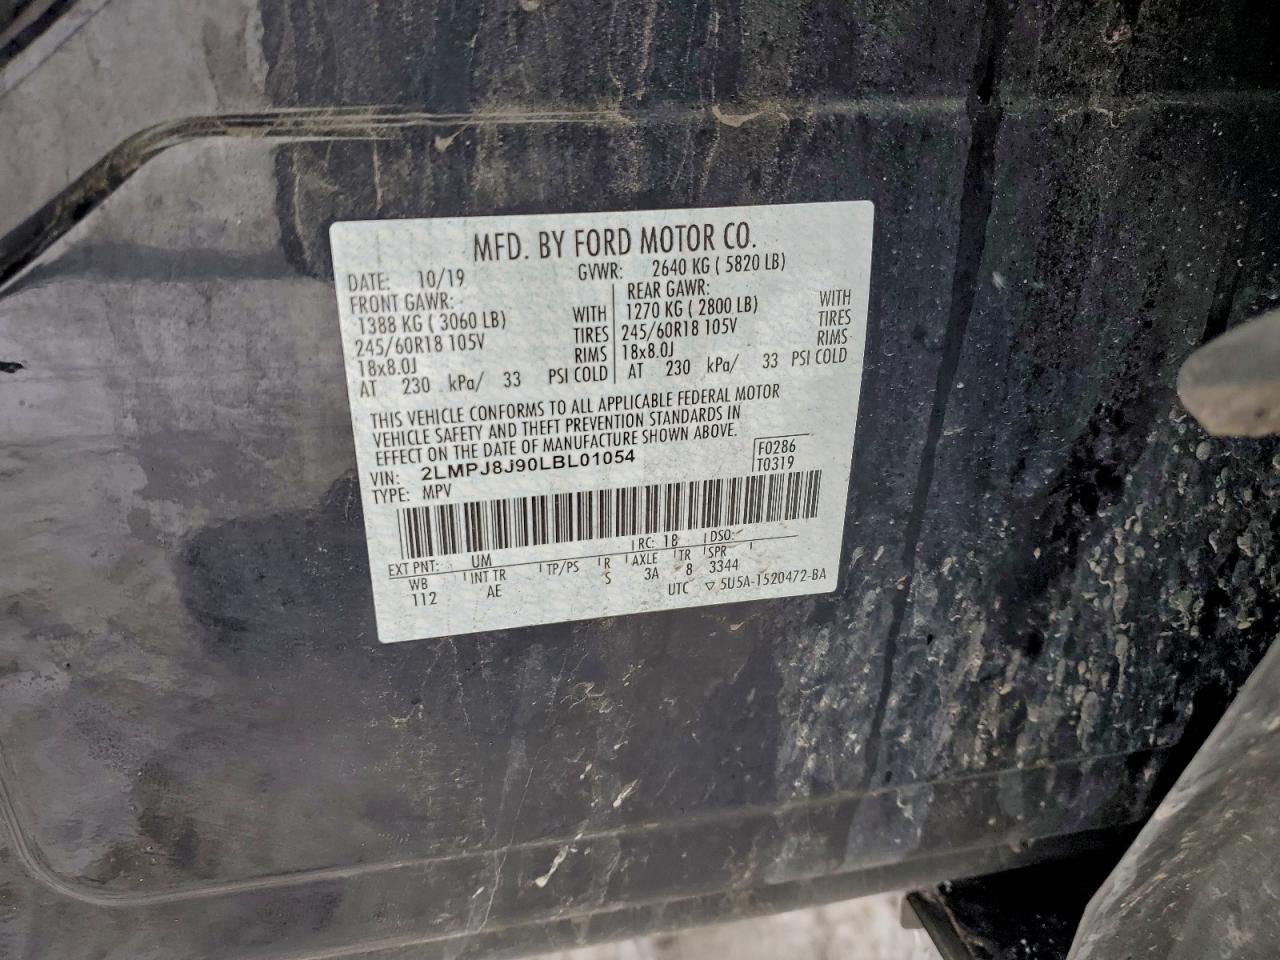 MFD. BY FORD MOTOR CO.
DATE: 10/19 GVWR: 2640 KG ( 5820 LB)
FRONT GAWR: REAR GAWR:
1388 KG ( 3060 LB) WITH 1270 KG ( 2800 LB) WITH
245/60R18 105V TIRES 245/60R18 105V TIRES
18x8.0J RIMS 18x8.0J RIMS
AT 230 kPa/ 33 PSI COLD AT 230 kPa/ 33 PSI COLD
THIS VEHICLE CONFORMS TO ALL APPLICABLE FEDERAL MOTOR
VEHICLE SAFETY AND THEFT PREVENTION STANDARDS IN
EFFECT ON THE DATE OF MANUFACTURE SHOWN ABOVE.
VIN: 2LMPJ8J90LBL01054 F0286
TYPE: MPV T0319
EXT PNT: UM RC: 18 DSO:
WB INT TR TP/PS R AXLE TR SPR
112 AE S 3A 8 3344
UTC ▽ 5U5A-1520472-BA